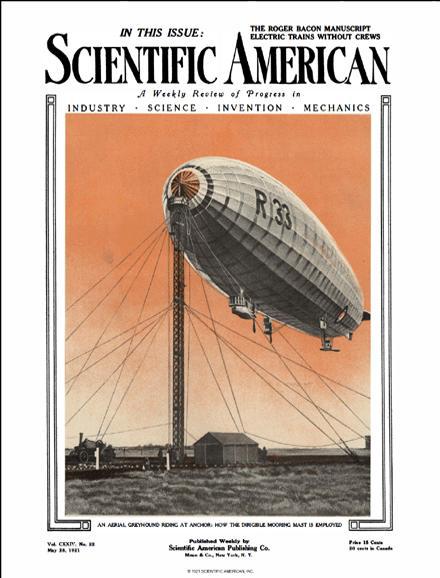 IN THIS ISSUE:
THE ROGER BACON MANUSCRIPT
ELECTRIC TRAINS WITHOUT CREWS
SCIENTIFIC AMERICAN
A Weekly Review of Progress in
INDUSTRY · SCIENCE · INVENTION · MECHANICS
R 33
AN AERIAL GREYHOUND RIDING AT ANCHOR: HOW THE DIRIGIBLE MOORING MAST IS EMPLOYED
Vol. CXXIV. No. 22
May 28, 1921
Published Weekly by
Scientific American Publishing Co.
Munn & Co., New York, N. Y.
Price 15 Cents
20 cents in Canada
© 1921 SCIENTIFIC AMERICAN, INC.